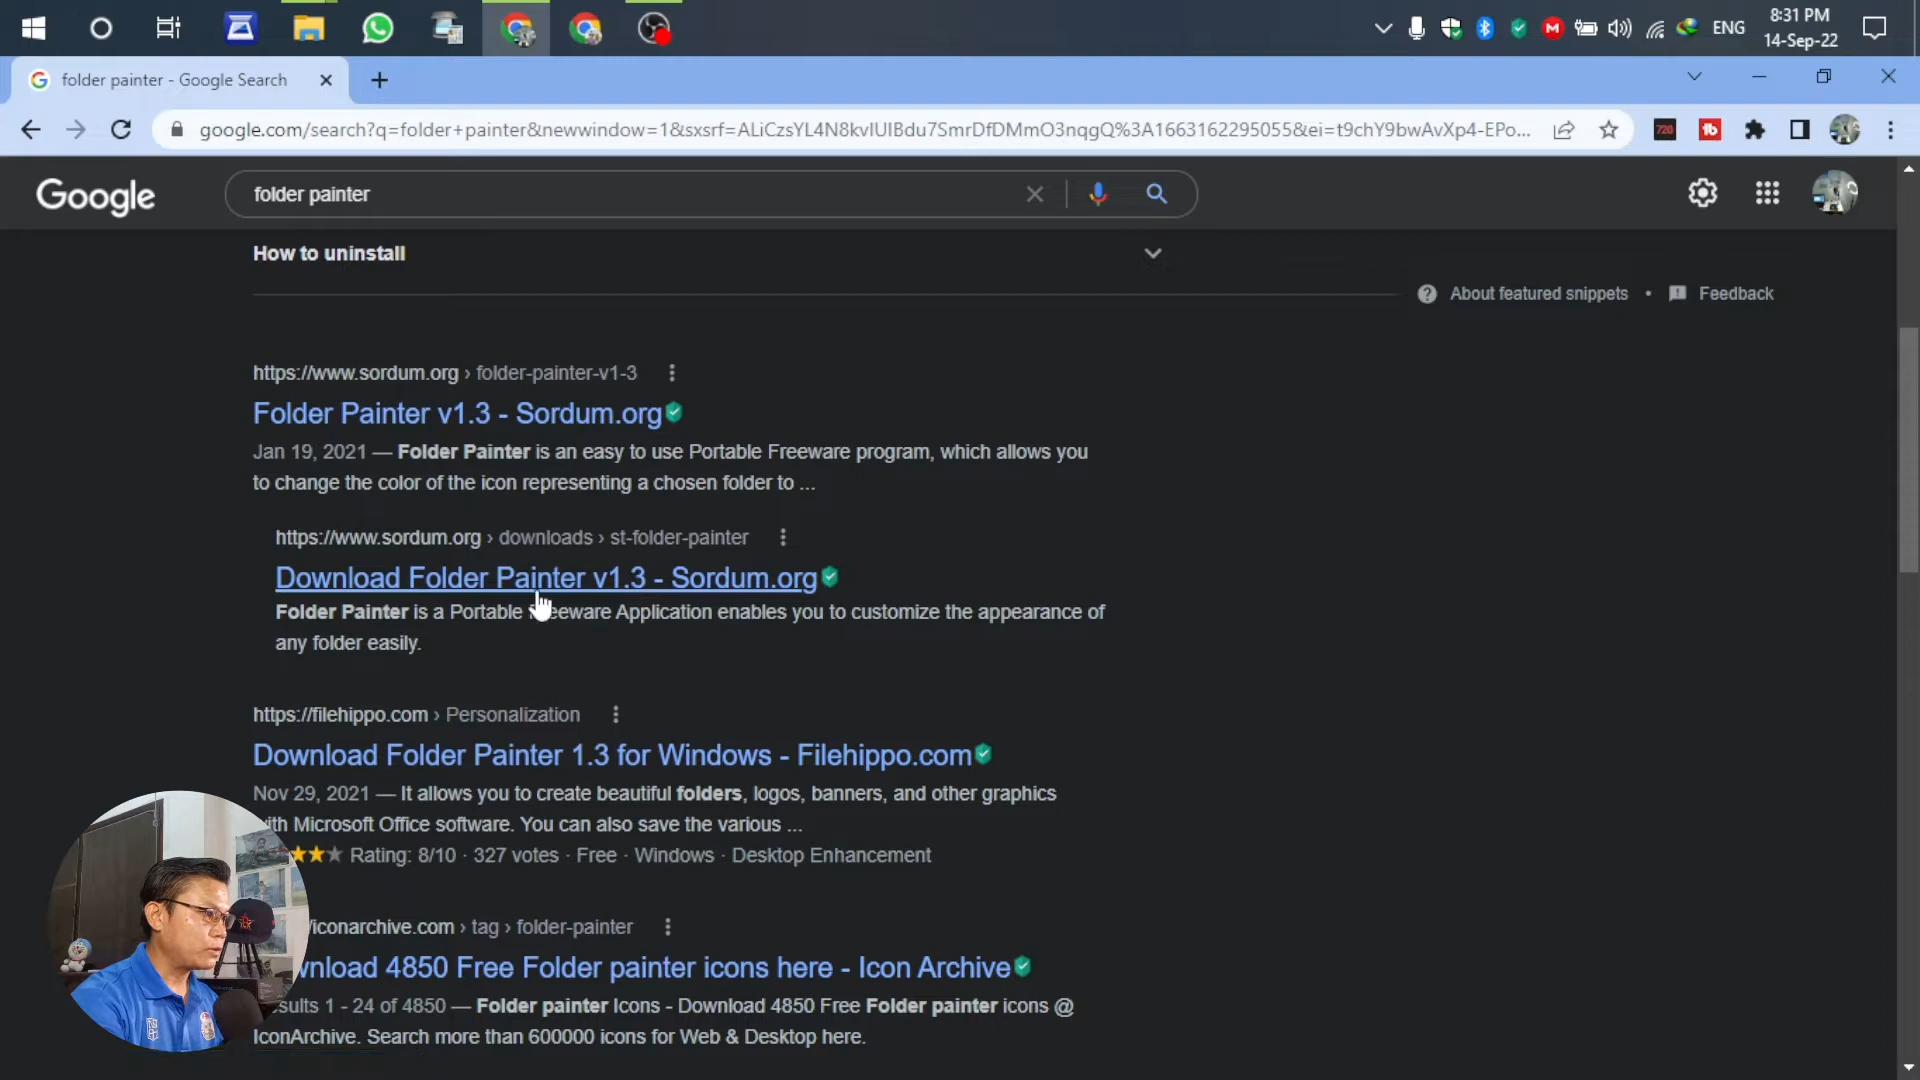 ENG
8:31 PM
14-Sep-22
folder painter - Google Search
google.com/search?q=folder+painter&newwindow=1&sxsrf=ALiCzsYL4N8kvIUIBdu7SmrDfDMmO3nqgQ%3A1663162295055&ei=t9chY9bwAvXp4-EPo...
720
Google
folder painter
How to uninstall
About featured snippets • Feedback
https://www.sordum.org › folder-painter-v1-3
Folder Painter v1.3 - Sordum.org
Jan 19, 2021 — Folder Painter is an easy to use Portable Freeware program, which allows you
to change the color of the icon representing a chosen folder to ...
https://www.sordum.org › downloads › st-folder-painter
Download Folder Painter v1.3 - Sordum.org
Folder Painter is a Portable eeware Application enables you to customize the appearance of
any folder easily.
https://filehippo.com › Personalization
Download Folder Painter 1.3 for Windows - Filehippo.com
Nov 29, 2021 — It allows you to create beautiful folders, logos, banners, and other graphics
ith Microsoft Office software. You can also save the various ...
Rating: 8/10 · 327 votes · Free · Windows · Desktop Enhancement
/iconarchive.com › tag › folder-painter
wnload 4850 Free Folder painter icons here - Icon Archive
sults 1 - 24 of 4850 — Folder painter Icons - Download 4850 Free Folder painter icons @
IconArchive. Search more than 600000 icons for Web & Desktop here.